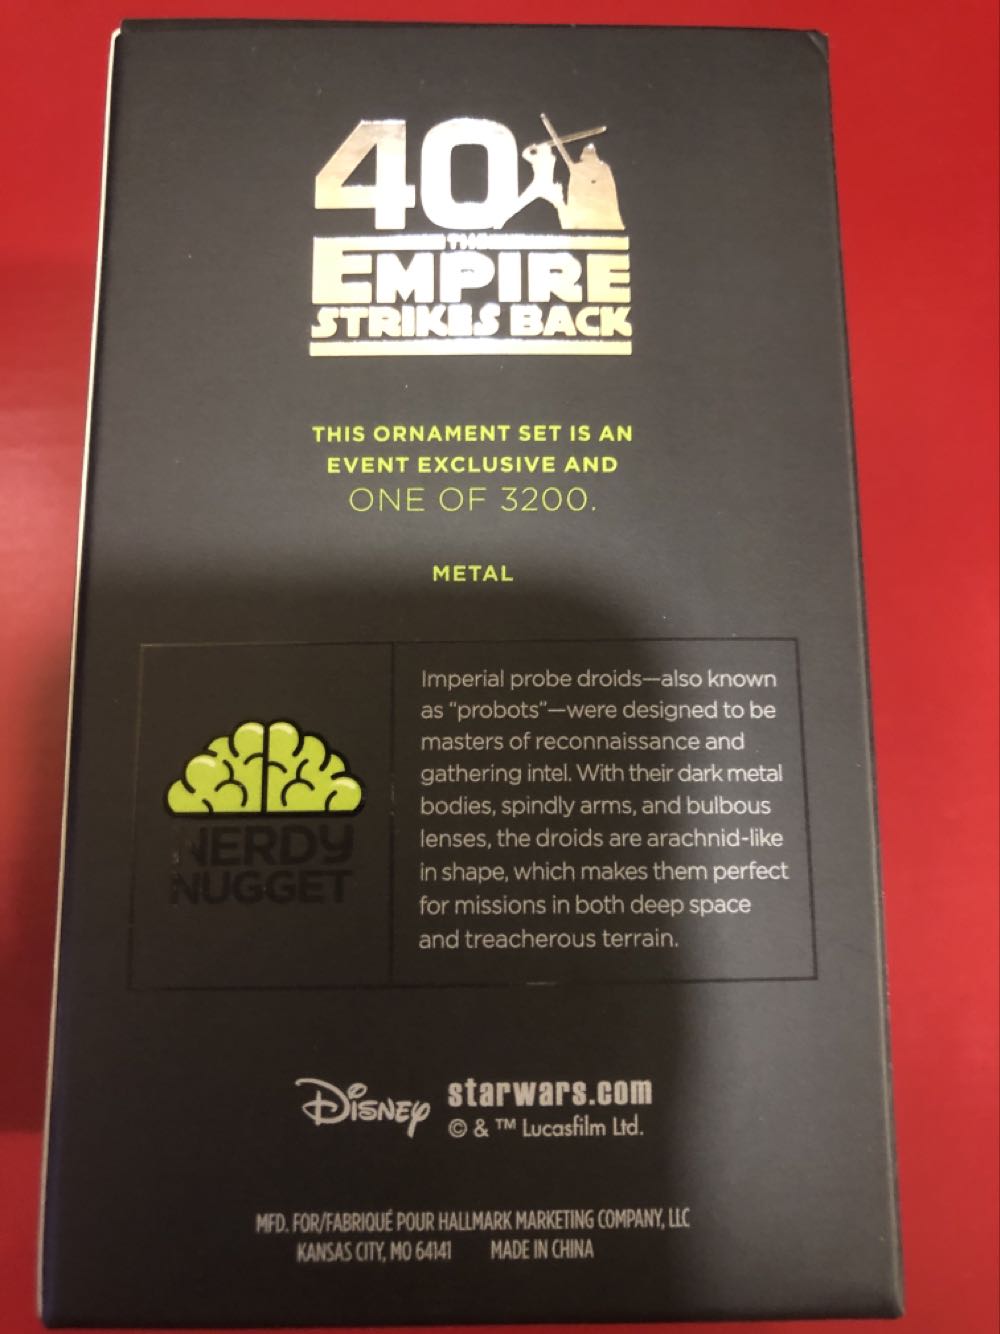 40
THE
EMPIRE
STRIKES BACK
THIS ORNAMENT SET IS AN
EVENT EXCLUSIVE AND
ONE OF 3200.
METAL
NERDY
NUGGET
Imperial probe droids—also known
as “probots”—were designed to be
masters of reconnaissance and
gathering intel. With their dark metal
bodies, spindly arms, and bulbous
lenses, the droids are arachnid-like
in shape, which makes them perfect
for missions in both deep space
and treacherous terrain.
Disney
starwars.com
© & ™ Lucasfilm Ltd.
MFD. FOR/FABRIQUÉ POUR HALLMARK MARKETING COMPANY, LLC
KANSAS CITY, MO 64141 MADE IN CHINA